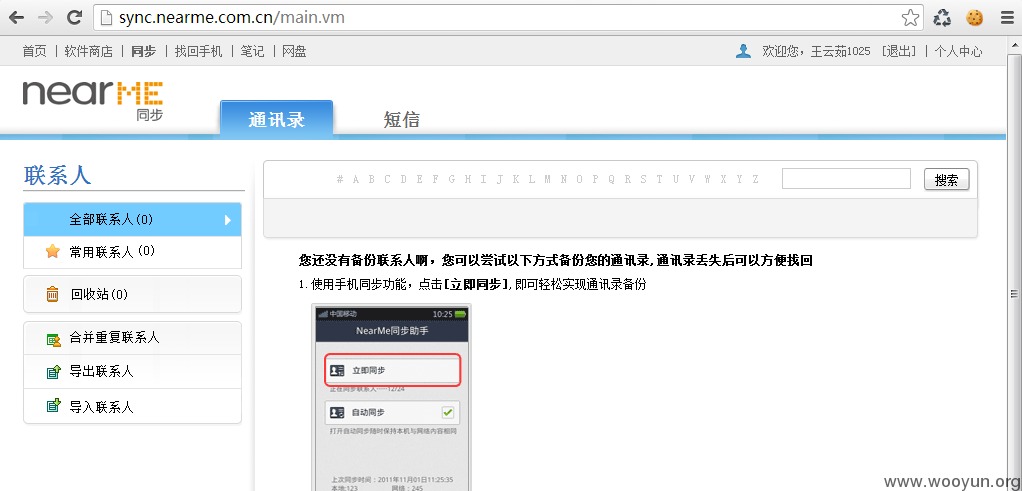 sync.nearme.com.cn/main.vm
首页 | 软件商店 | 同步 | 找回手机 | 笔记 | 网盘
欢迎您，王云茹1025 [退出] | 个人中心
nearME
同步
通讯录 短信
联系人
# A B C D E F G H I J K L M N O P Q R S T U V W X Y Z 搜索
全部联系人(0)
常用联系人(0)
回收站(0)
合并重复联系人
导出联系人
导入联系人
您还没有备份联系人啊，您可以尝试以下方式备份您的通讯录,通讯录丢失后可以方便找回
1. 使用手机同步功能，点击[立即同步],即可轻松实现通讯录备份
中国移动 10:25
NearMe同步助手
立即同步
正在同步联系人·····12/24
自动同步
打开自动同步随时保持本机与网络内容相同
上次同步时间：2011年11月01日11:25:35
本地:123 网络：245
www.wooyun.org